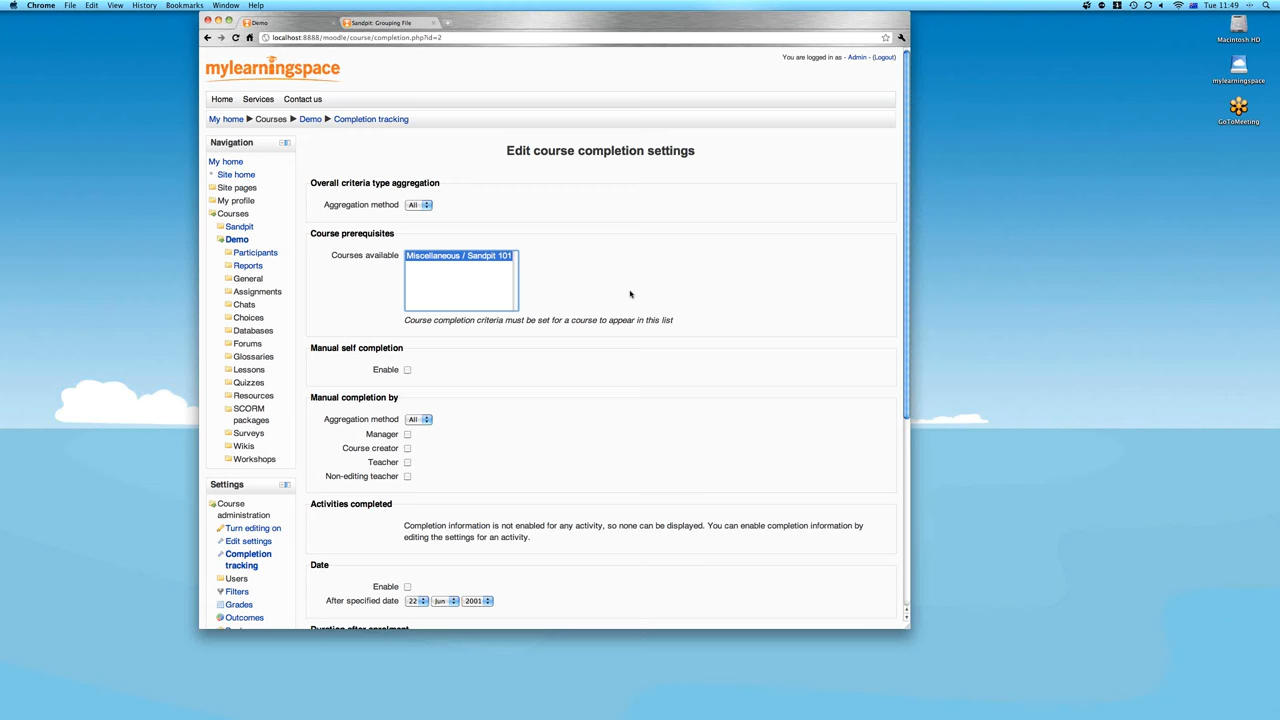 Chrome File Edit View History Bookmarks Window Help
Tue 11:49
Demo
Sandpit: Grouping File
localhost:8888/moodle/course/completion.php?id=2
Macintosh HD
mylearningspace
GoToMeeting
mylearningspace
You are logged in as - Admin - (Logout)
Home Services Contact us
My home ▶ Courses ▶ Demo ▶ Completion tracking
Navigation
My home
Site home
Site pages
My profile
Courses
Sandpit
Demo
Participants
Reports
General
Assignments
Chats
Choices
Databases
Forums
Glossaries
Lessons
Quizzes
Resources
SCORM
packages
Surveys
Wikis
Workshops
Settings
Course
administration
Turn editing on
Edit settings
Completion
tracking
Users
Filters
Grades
Outcomes
Edit course completion settings
Overall criteria type aggregation
Aggregation method All
Course prerequisites
Courses available Miscellaneous / Sandpit 101
Course completion criteria must be set for a course to appear in this list
Manual self completion
Enable
Manual completion by
Aggregation method All
Manager
Course creator
Teacher
Non-editing teacher
Activities completed
Completion information is not enabled for any activity, so none can be displayed. You can enable completion information by
editing the settings for an activity.
Date
Enable
After specified date 22 Jun 2001
Duration after enrolment